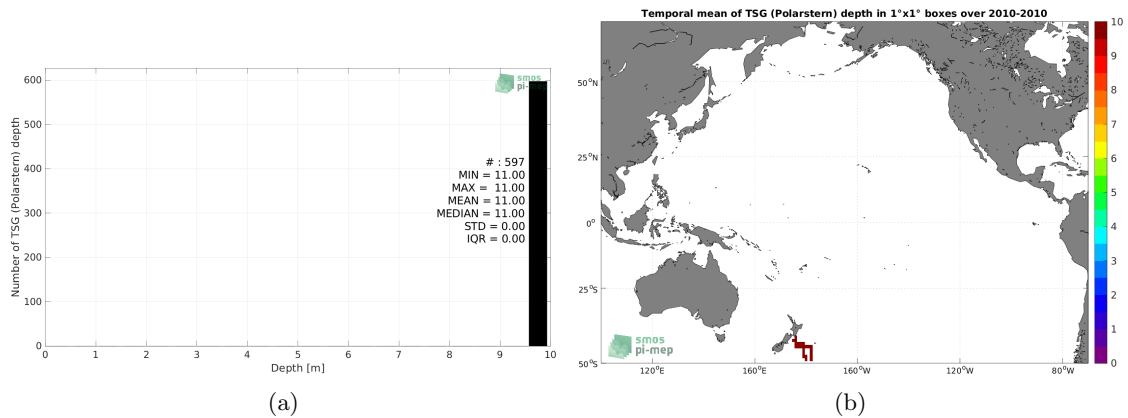 600
500
400
300
200
100
0
Number of TSG (Polarstern) depth
smos
pi-mep
# : 597
MIN = 11.00
MAX = 11.00
MEAN = 11.00
MEDIAN = 11.00
STD = 0.00
IQR = 0.00
0 1 2 3 4 5 6 7 8 9 10
Depth [m]
(a)
Temporal mean of TSG (Polarstern) depth in 1°x1° boxes over 2010-2010
50°N
25°N
0°
25°S
50°S
120°E 160°E 160°W 120°W 80°W
smos
pi-mep
10
9
8
7
6
5
4
3
2
1
0
(b)